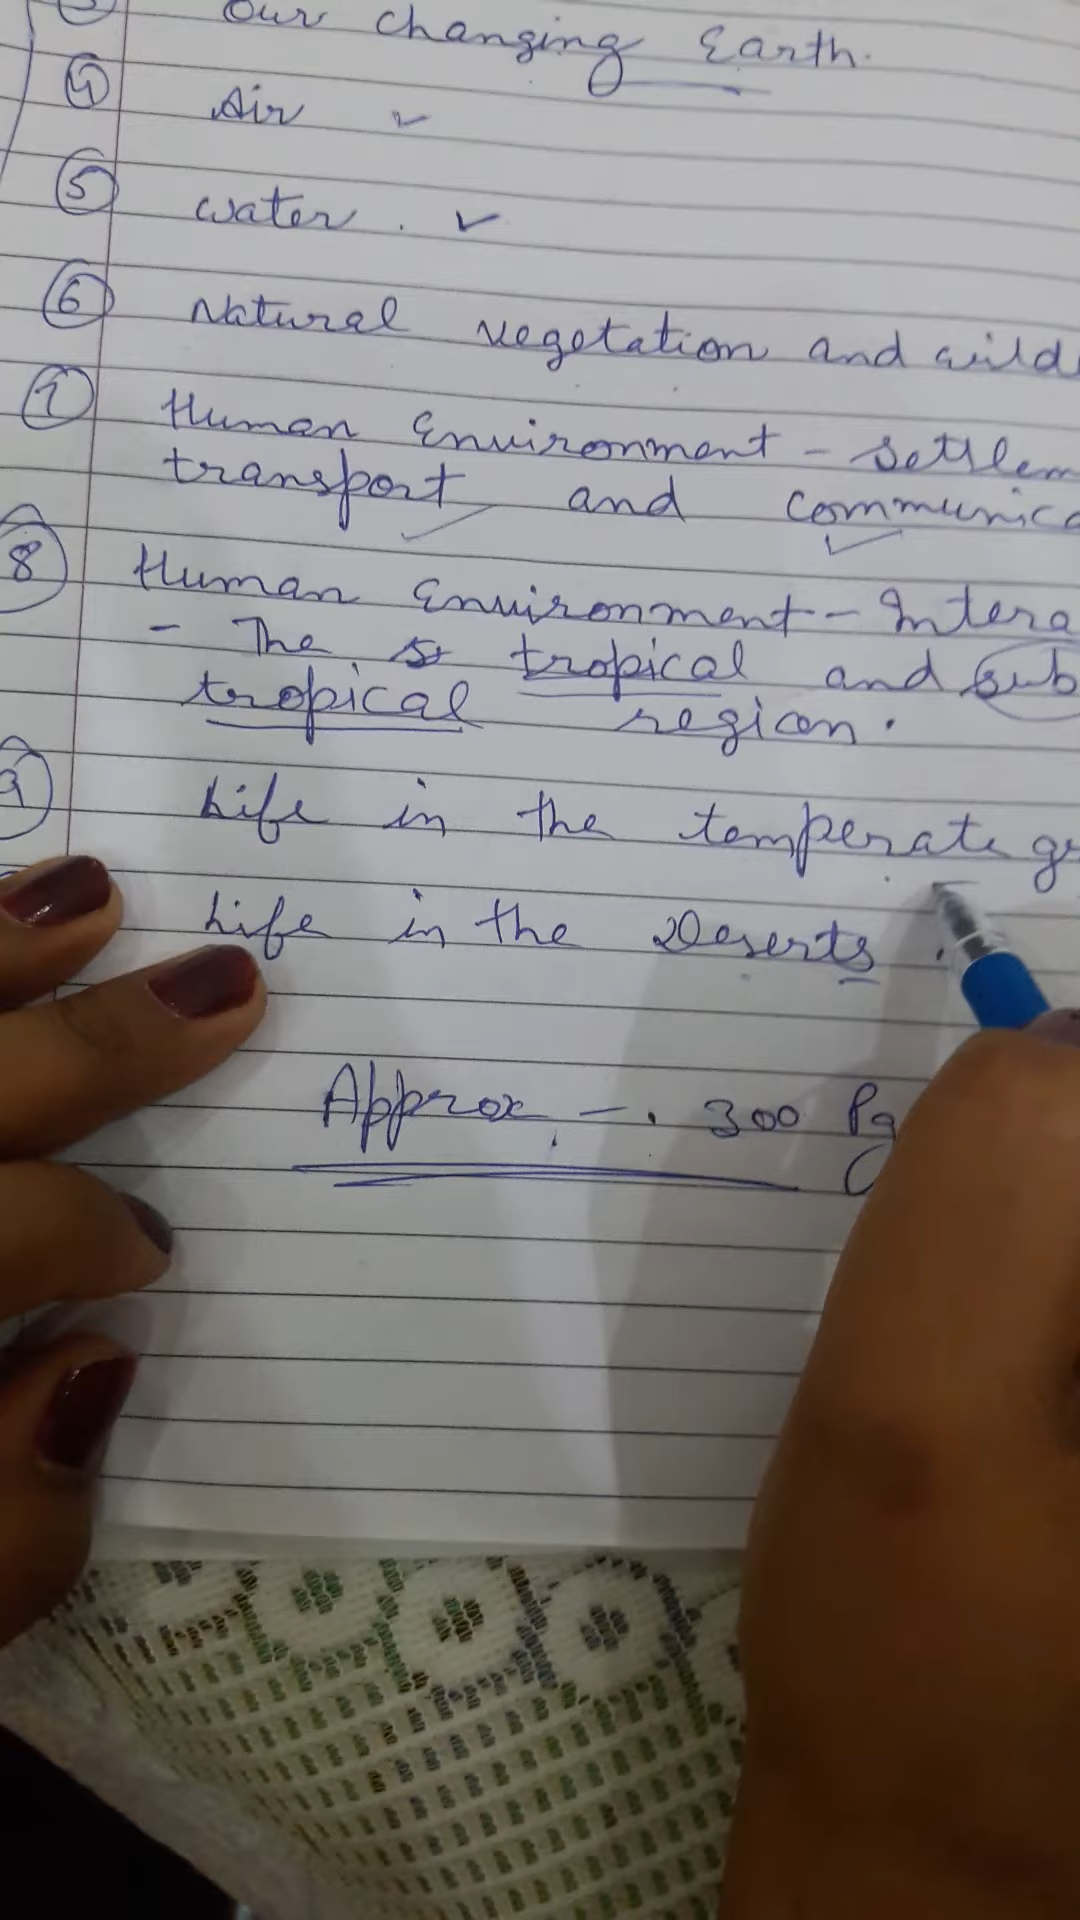 3 Our changing Earth.
4 Air ✓
5 water. ✓
6 Natural vegetation and wild
7 Human Environment - settlem
transport and communica
8 Human Environment - Intera
- The tropical and sub
tropical region.
9 Life in the temperate g
Life in the Deserts.
Approx - 300 Pg